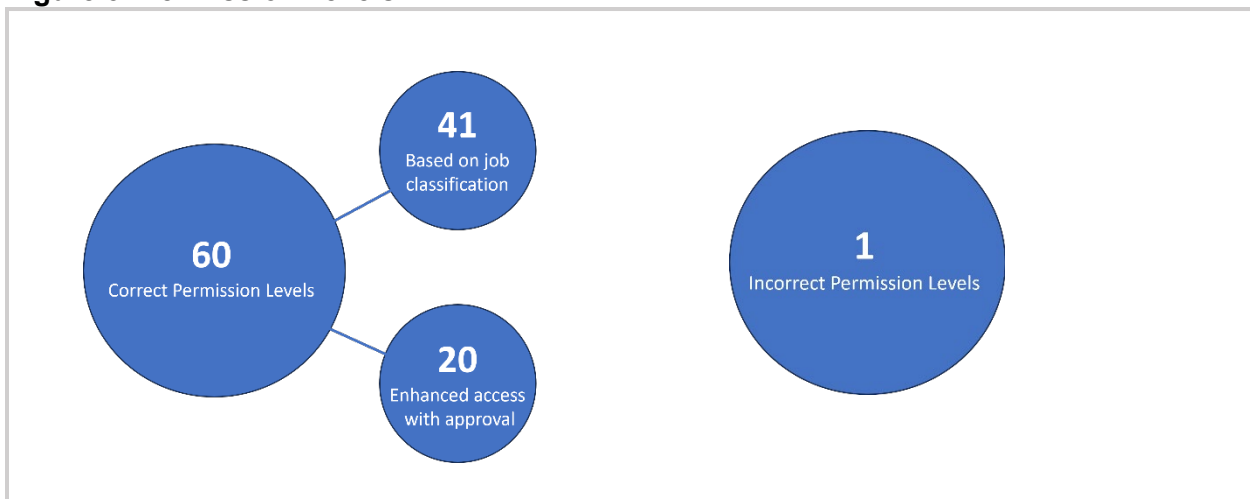 60
Correct Permission Levels
41
Based on job
classification
20
Enhanced access
with approval
1
Incorrect Permission Levels